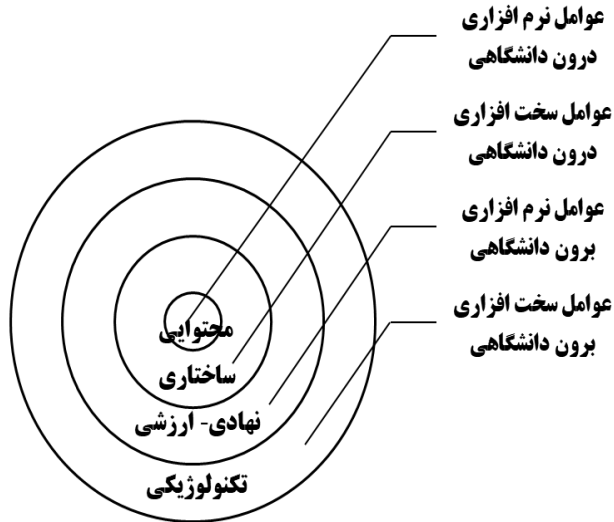 عوامل نرم افزاری
درون دانشگاهی
عوامل سخت افزاری
درون دانشگاهی
عوامل نرم افزاری
برون دانشگاهی
عوامل سخت افزاری
برون دانشگاهی
محتوایی
ساختاری
نهادی- ارزشی
تکنولوژیکی